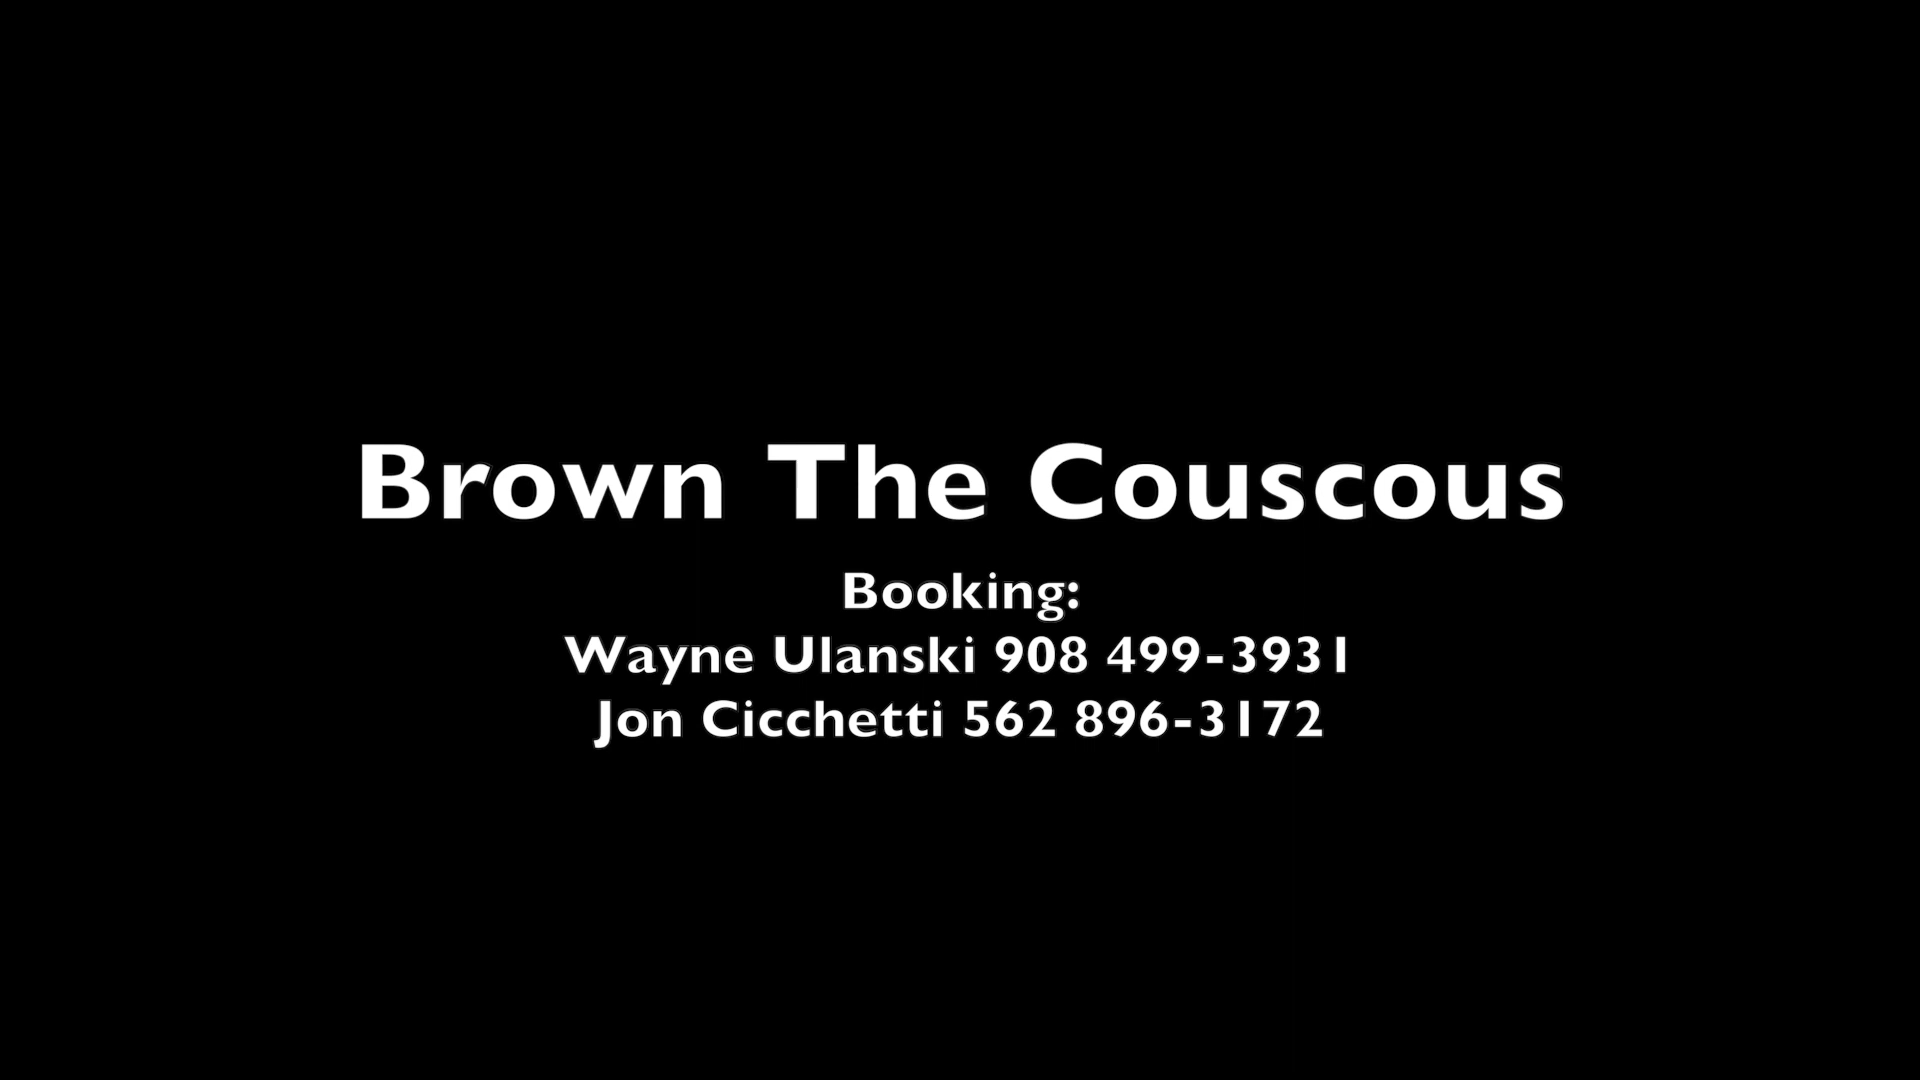 Brown The Couscous
Booking:
Wayne Ulanski 908 499-3931
Jon Cicchetti 562 896-3172